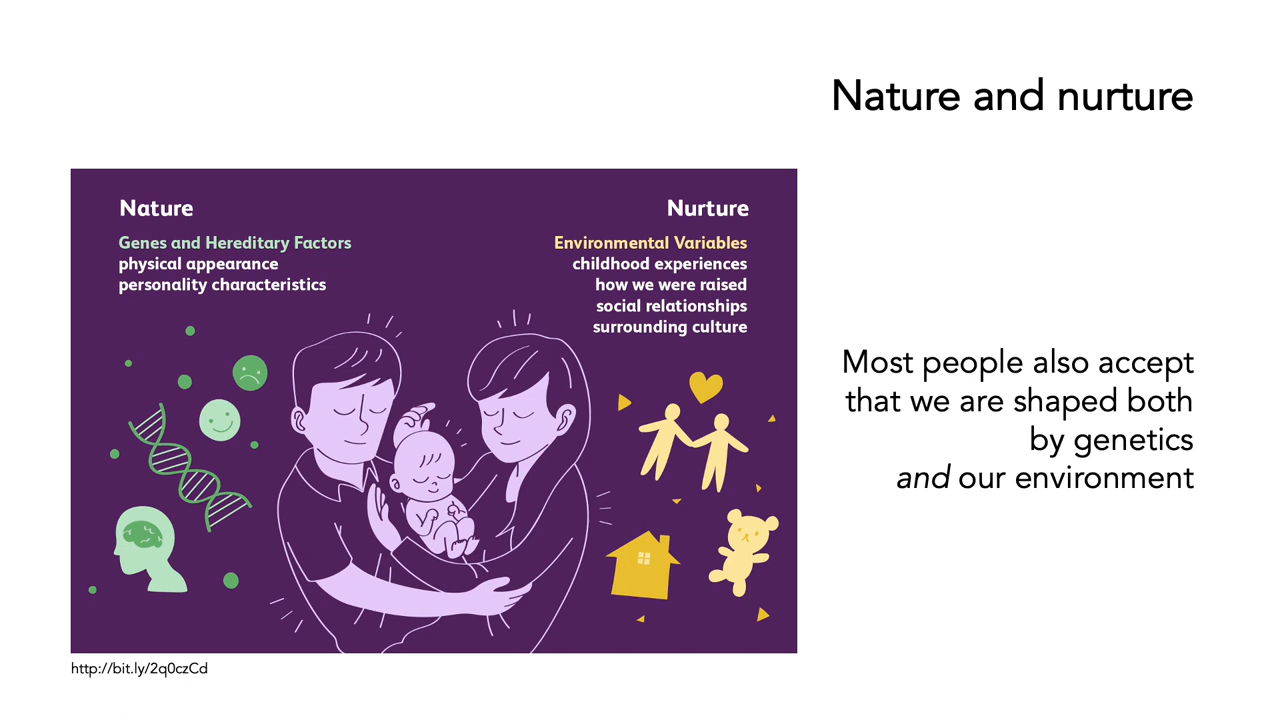 Nature and nurture
Nature
Genes and Hereditary Factors
physical appearance
personality characteristics
Nurture
Environmental Variables
childhood experiences
how we were raised
social relationships
surrounding culture
Most people also accept
that we are shaped both
by genetics
and our environment
http://bit.ly/2q0czCd